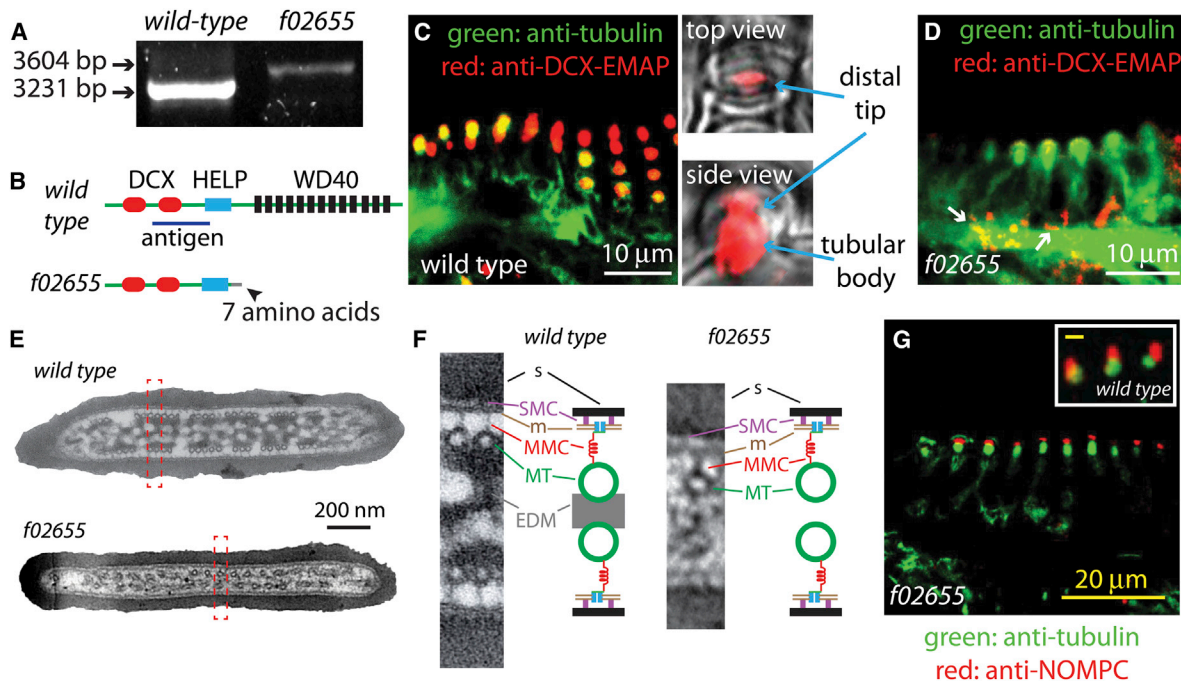 A
wild-type f02655
3604 bp
3231 bp
B
DCX HELP WD40
wild
type
antigen
f02655
7 amino acids
C
green: anti-tubulin
red: anti-DCX-EMAP
wild type
10 μm
top view
distal
tip
side view
tubular
body
D
green: anti-tubulin
red: anti-DCX-EMAP
f02655
10 μm
E
wild type
200 nm
f02655
F
wild type f02655
s
SMC
m
MMC
MT
EDM
s
SMC
m
MMC
MT
G
wild type
20 μm
f02655
green: anti-tubulin
red: anti-NOMPC